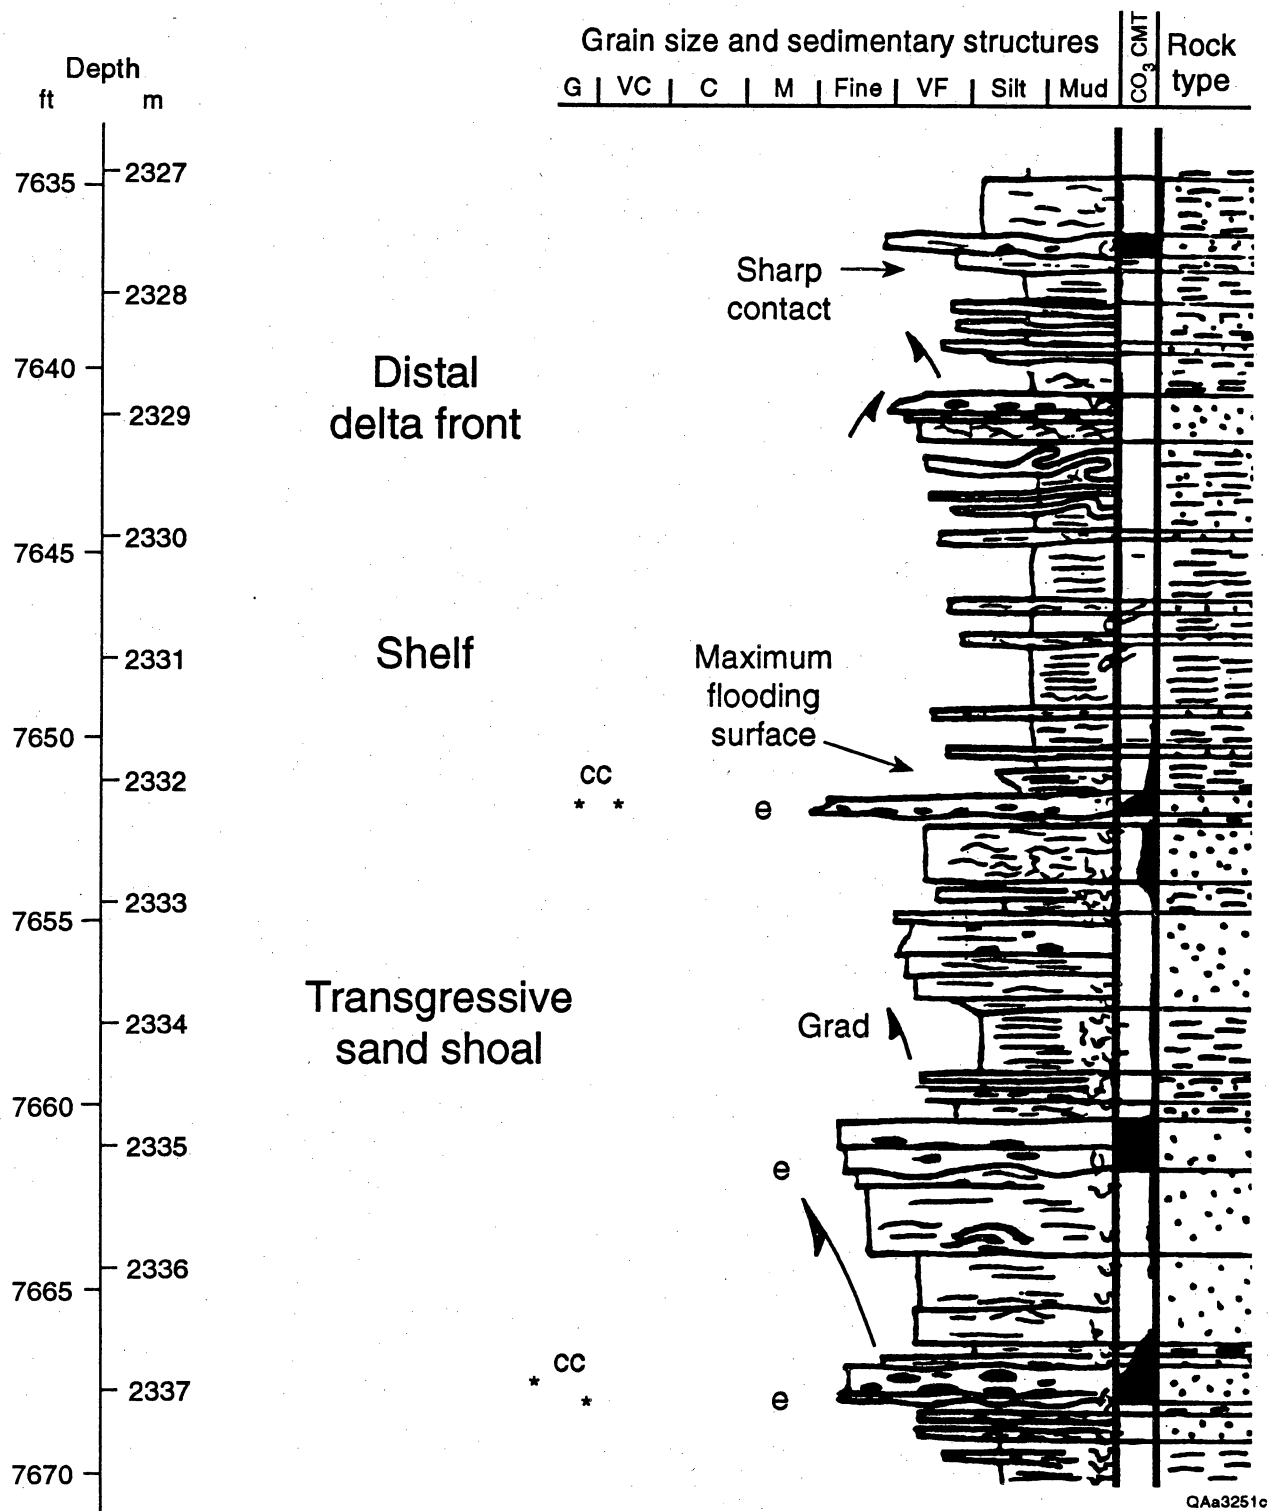 Grain size and sedimentary structures
CO3 CMT
Rock type
Depth
ft m
G VC C M Fine VF Silt Mud
2327
7635
Sharp
contact
2328
7640
Distal
delta front
2329
2330
7645
Shelf
2331
Maximum
flooding
surface
7650
cc
2332
* *
e
2333
7655
Transgressive
sand shoal
2334
Grad
7660
2335
e
2336
7665
cc
*
2337
*
e
7670
QAa3251c